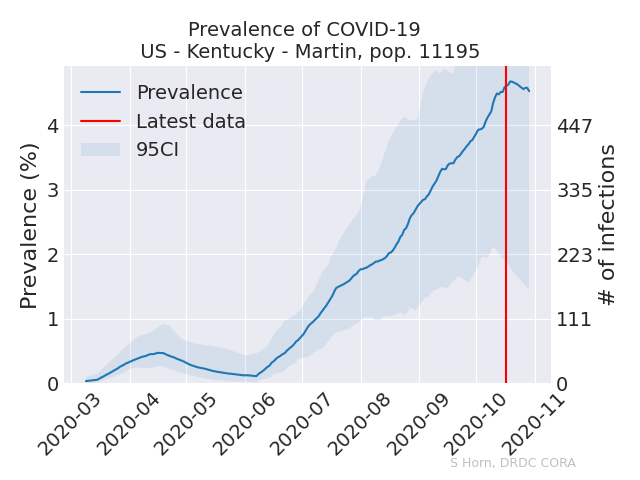 Prevalence of COVID-19
US - Kentucky - Martin, pop. 11195
Prevalence
Latest data
95CI
Prevalence (%)
4
3
2
1
0
447
335
223
111
0
# of infections
2020-03
2020-04
2020-05
2020-06
2020-07
2020-08
2020-09
2020-10
2020-11
S Horn, DRDC CORA